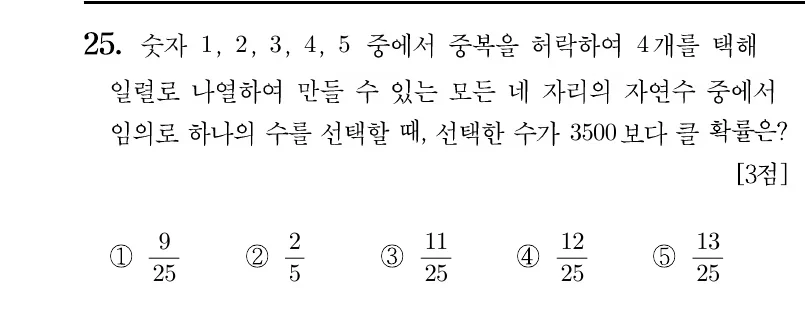 25. 숫자 1, 2, 3, 4, 5 중에서 중복을 허락하여 4개를 택해
일렬로 나열하여 만들 수 있는 모든 네 자리의 자연수 중에서
임의로 하나의 수를 선택할 때, 선택한 수가 3500보다 클 확률은?
[3점]
① 9/25 ② 2/5 ③ 11/25 ④ 12/25 ⑤ 13/25